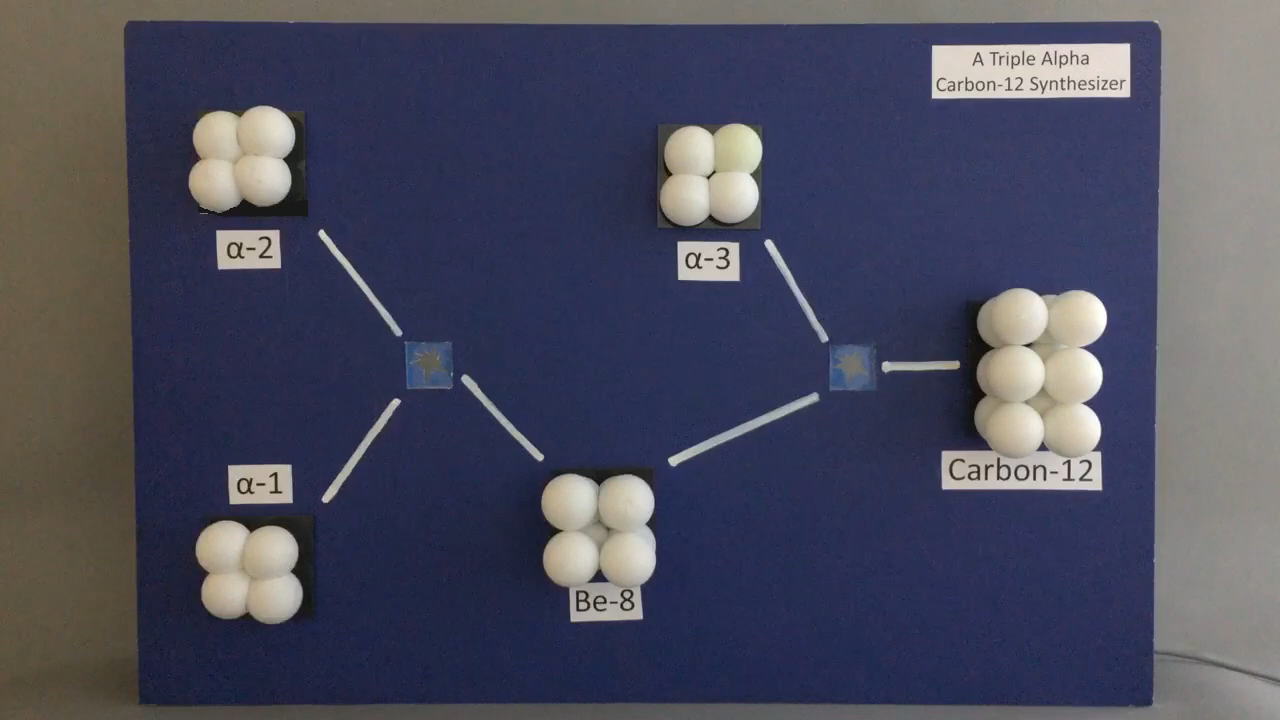 A Triple Alpha
Carbon-12 Synthesizer
α-2
α-3
α-1
Carbon-12
Be-8